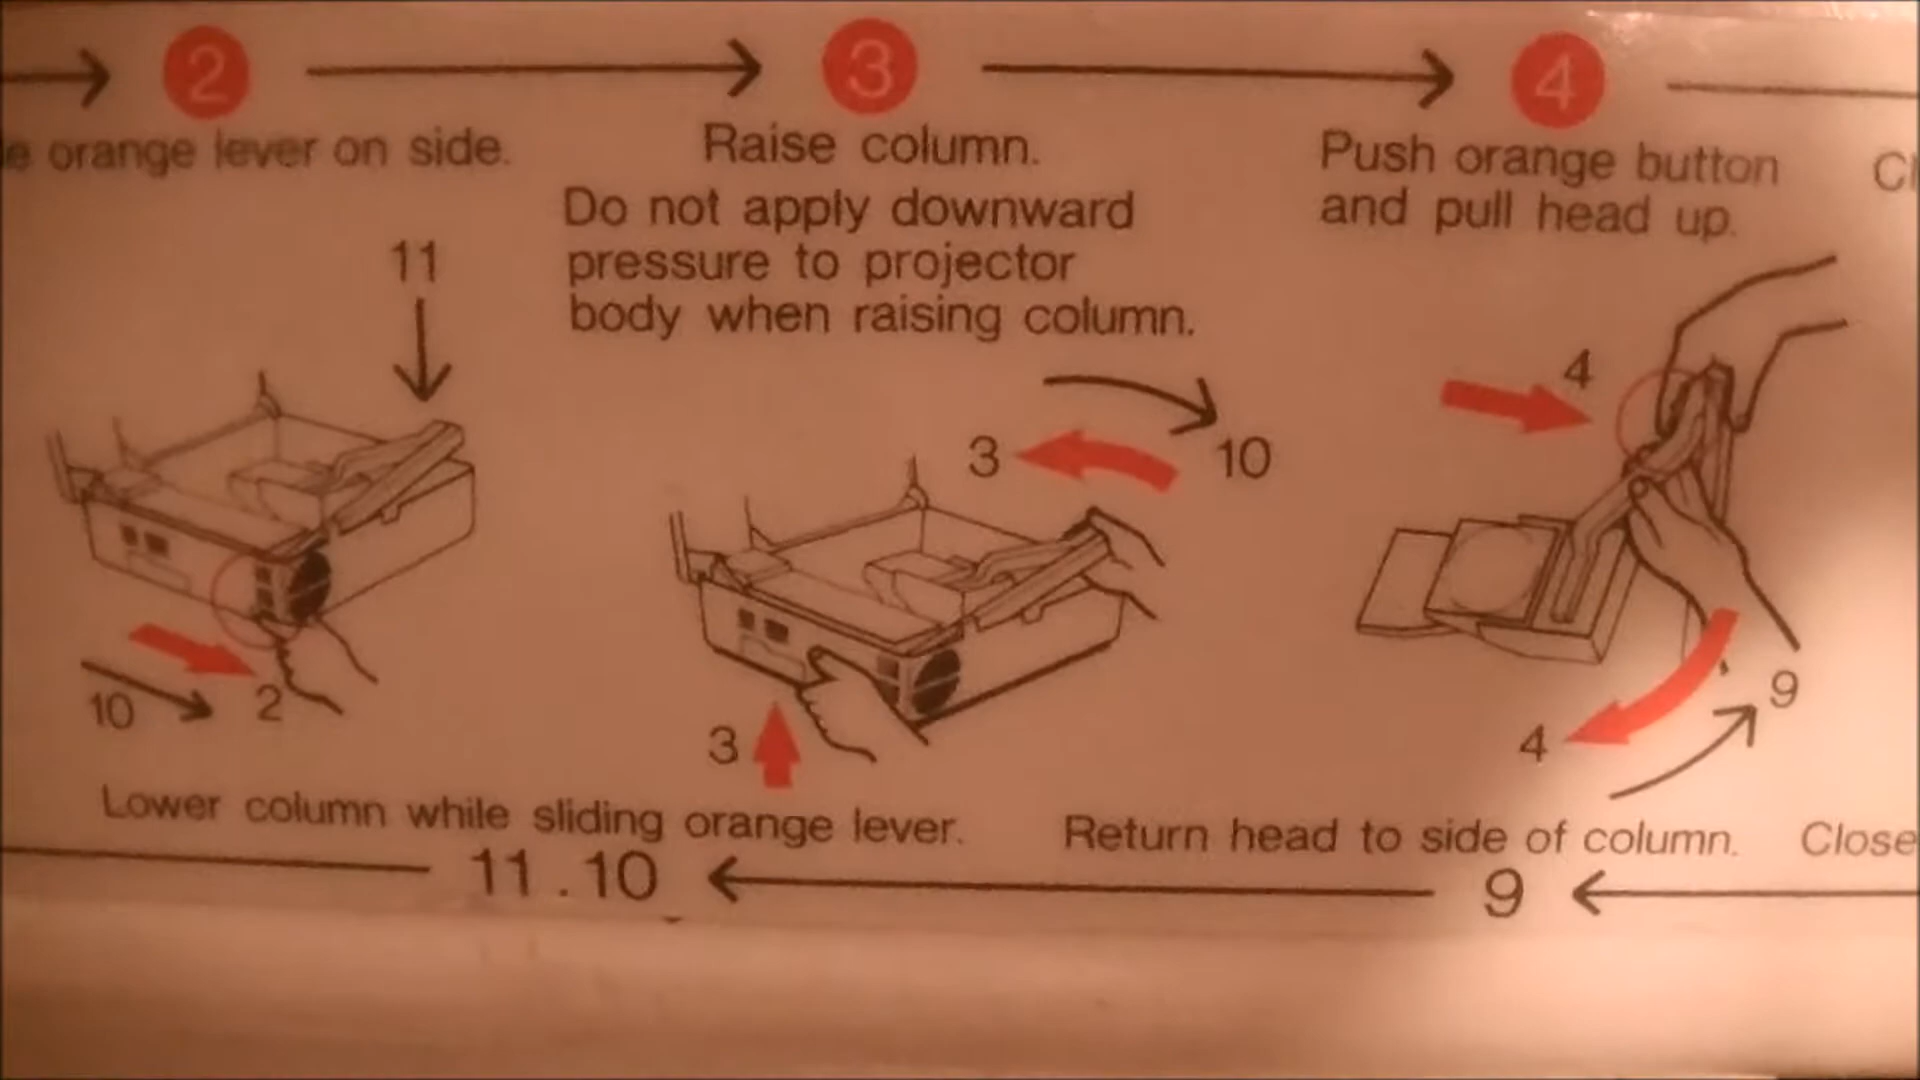 2
3
4
e orange lever on side.
Raise column.
Do not apply downward
pressure to projector
body when raising column.
Push orange button
and pull head up.
Cl
11
10
2
3
10
3
4
9
4
Lower column while sliding orange lever.
Return head to side of column.
Close
11 . 10
9